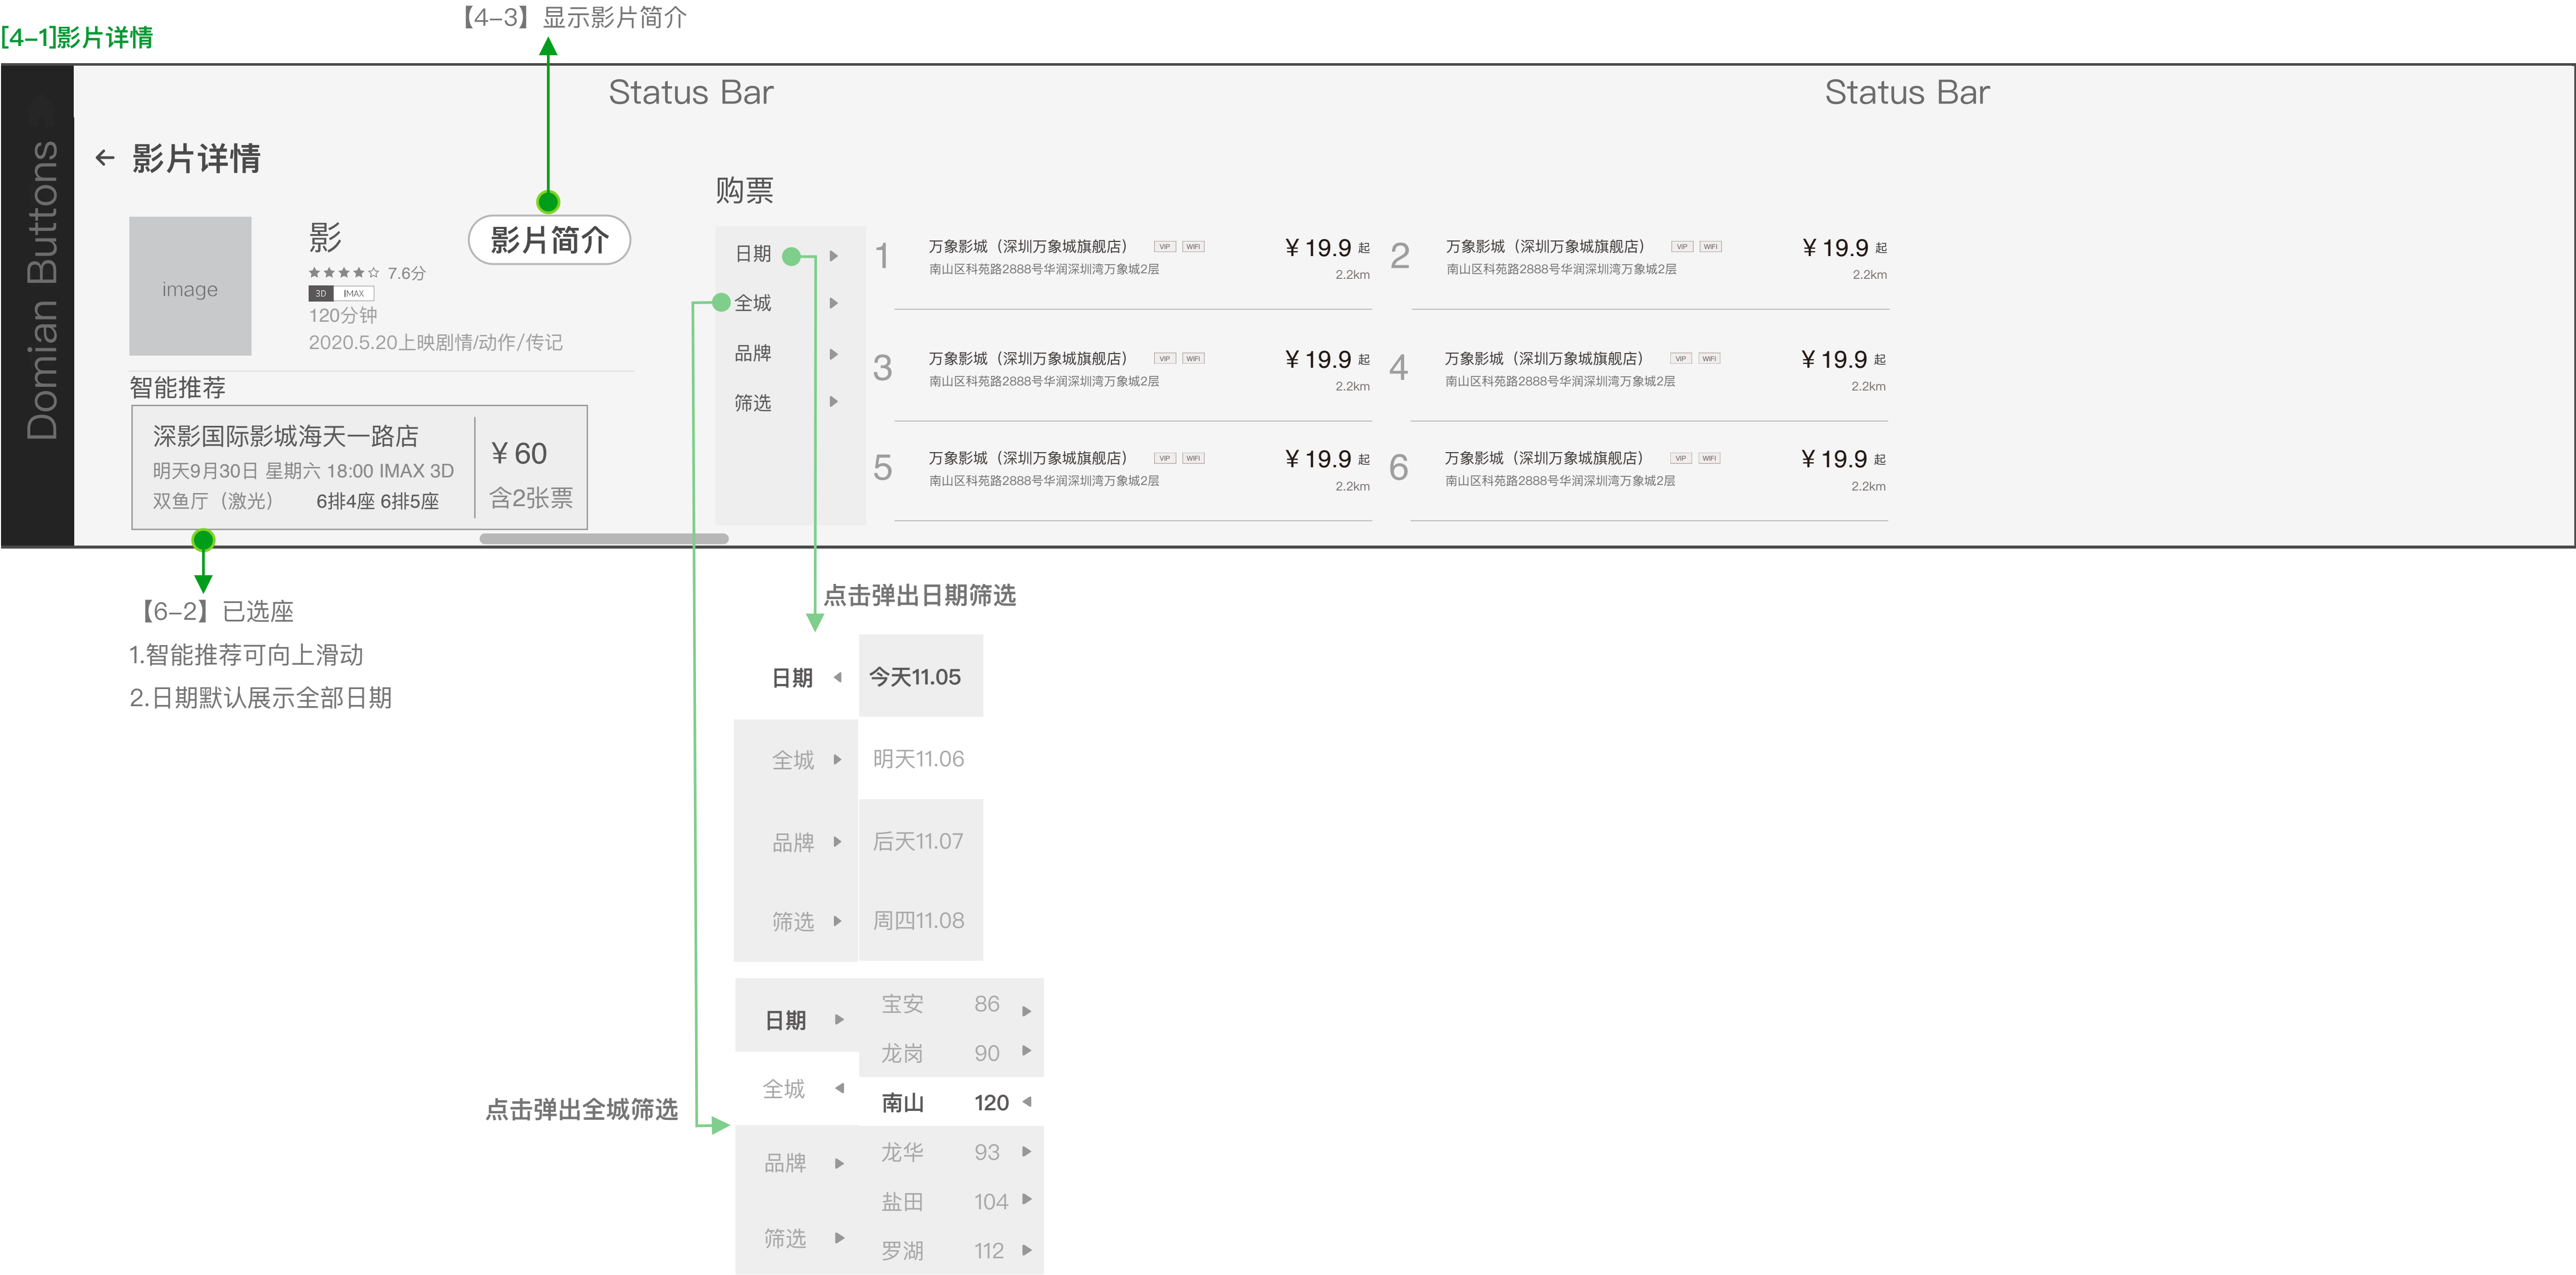 【4-3】显示影片简介
[4-1]影片详情
Status Bar
Status Bar
Domian Buttons
影片详情
image
影
7.6分
3D IMAX
120分钟
2020.5.20上映剧情/动作/传记
影片简介
智能推荐
深影国际影城海天一路店
明天9月30日 星期六 18:00 IMAX 3D
双鱼厅（激光） 6排4座 6排5座
¥ 60
含2张票
购票
日期
全城
品牌
筛选
1 万象影城（深圳万象城旗舰店） VIP WIFI ¥ 19.9 起
南山区科苑路2888号华润深圳湾万象城2层 2.2km
2 万象影城（深圳万象城旗舰店） VIP WIFI ¥ 19.9 起
南山区科苑路2888号华润深圳湾万象城2层 2.2km
3 万象影城（深圳万象城旗舰店） VIP WIFI ¥ 19.9 起
南山区科苑路2888号华润深圳湾万象城2层 2.2km
4 万象影城（深圳万象城旗舰店） VIP WIFI ¥ 19.9 起
南山区科苑路2888号华润深圳湾万象城2层 2.2km
5 万象影城（深圳万象城旗舰店） VIP WIFI ¥ 19.9 起
南山区科苑路2888号华润深圳湾万象城2层 2.2km
6 万象影城（深圳万象城旗舰店） VIP WIFI ¥ 19.9 起
南山区科苑路2888号华润深圳湾万象城2层 2.2km
【6-2】已选座
1.智能推荐可向上滑动
2.日期默认展示全部日期
点击弹出日期筛选
日期 今天11.05
全城 明天11.06
品牌 后天11.07
筛选 周四11.08
点击弹出全城筛选
日期
全城
品牌
筛选
宝安 86
龙岗 90
南山 120
龙华 93
盐田 104
罗湖 112